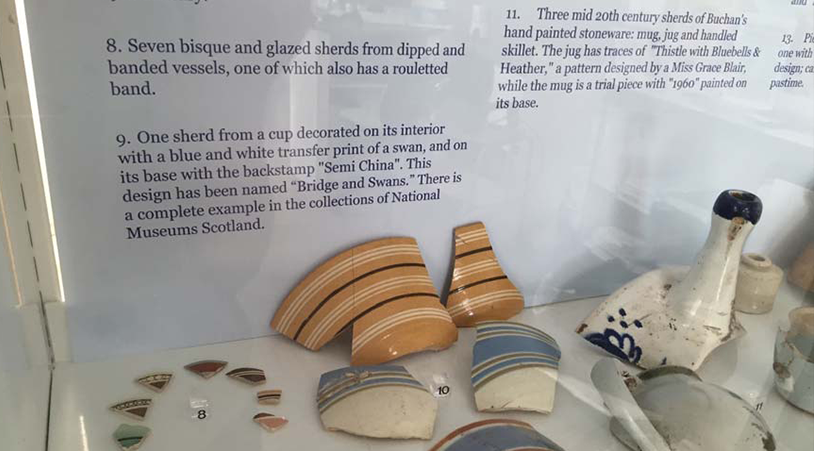 8. Seven bisque and glazed sherds from dipped and
banded vessels, one of which also has a rouletted
band.
9. One sherd from a cup decorated on its interior
with a blue and white transfer print of a swan, and on
its base with the backstamp "Semi China". This
design has been named “Bridge and Swans.” There is
a complete example in the collections of National
Museums Scotland.
11. Three mid 20th century sherds of Buchan's
hand painted stoneware: mug, jug and handled
skillet. The jug has traces of "Thistle with Bluebells &
Heather," a pattern designed by a Miss Grace Blair,
while the mug is a trial piece with "1960" painted on
its base.
13.
one with
design;
pastime.
8
10
11